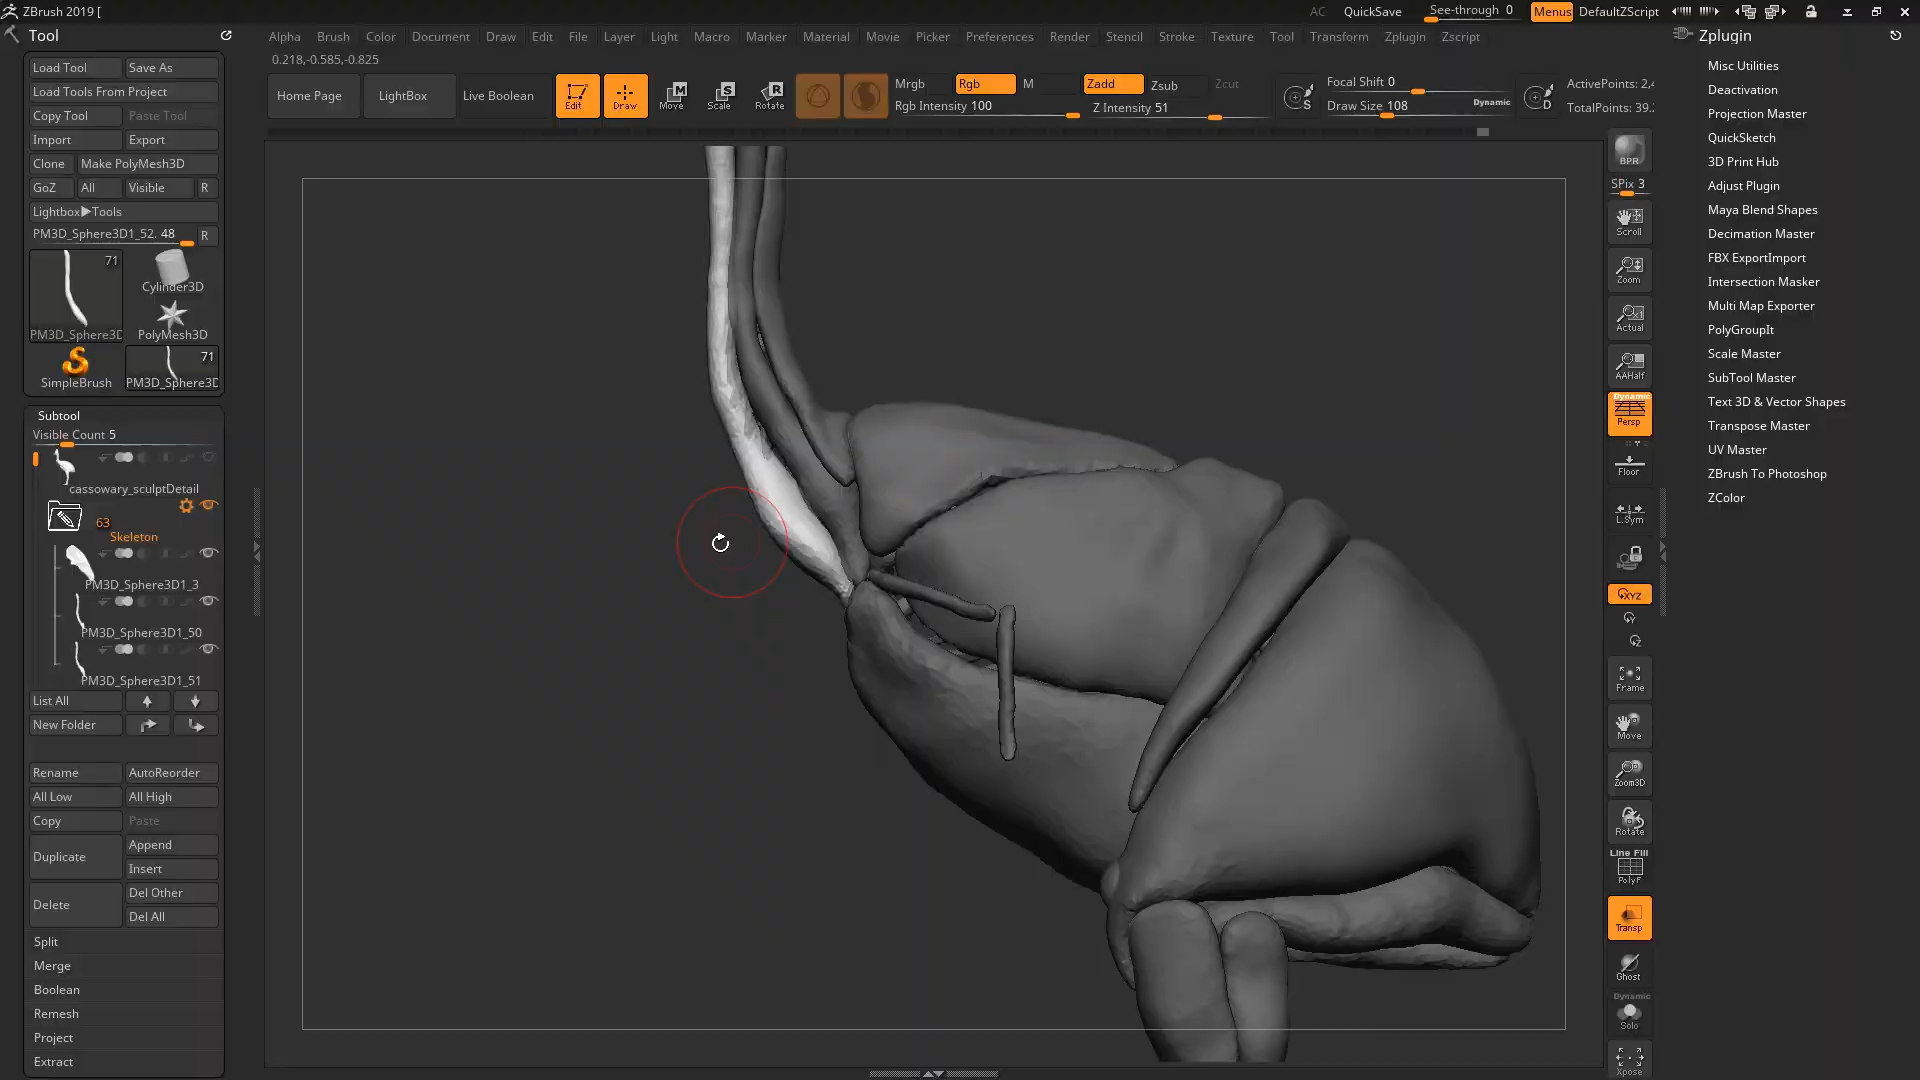 ZBrush 2019 [
AC QuickSave See-through 0 Menus DefaultZScript
Tool
Alpha Brush Color Document Draw Edit File Layer Light Macro Marker Material Movie Picker Preferences Render Stencil Stroke Texture Tool Transform Zplugin Zscript
Zplugin
0.218,-0.585,-0.825
Load Tool Save As
Load Tools From Project
Copy Tool Paste Tool
Import Export
Clone Make PolyMesh3D
GoZ All Visible R
Lightbox▶Tools
PM3D_Sphere3D1_52. 48 R
71
Cylinder3D
PM3D_Sphere3D PolyMesh3D
71
SimpleBrush PM3D_Sphere3D
Home Page LightBox Live Boolean Edit Draw Move Scale Rotate
Mrgb Rgb M Zadd Zsub Zcut
Rgb Intensity 100 Z Intensity 51
S
Focal Shift 0
Draw Size 108 Dynamic
D
ActivePoints: 2,4
TotalPoints: 39.
Subtool
Visible Count 5
cassowary_sculptDetail
63
Skeleton
PM3D_Sphere3D1_3
PM3D_Sphere3D1_50
PM3D_Sphere3D1_51
List All
New Folder
Rename AutoReorder
All Low All High
Copy Paste
Duplicate Append
Insert
Delete Del Other
Del All
Split
Merge
Boolean
Remesh
Project
Extract
BPR
SPix 3
Scroll
Zoom
Actual
AAHalf
Dynamic
Persp
Floor
L.Sym
XYZ
Frame
Move
Zoom3D
Rotate
Line Fill
PolyF
Transp
Ghost
Dynamic
Solo
Xpose
Misc Utilities
Deactivation
Projection Master
QuickSketch
3D Print Hub
Adjust Plugin
Maya Blend Shapes
Decimation Master
FBX ExportImport
Intersection Masker
Multi Map Exporter
PolyGroupIt
Scale Master
SubTool Master
Text 3D & Vector Shapes
Transpose Master
UV Master
ZBrush To Photoshop
ZColor